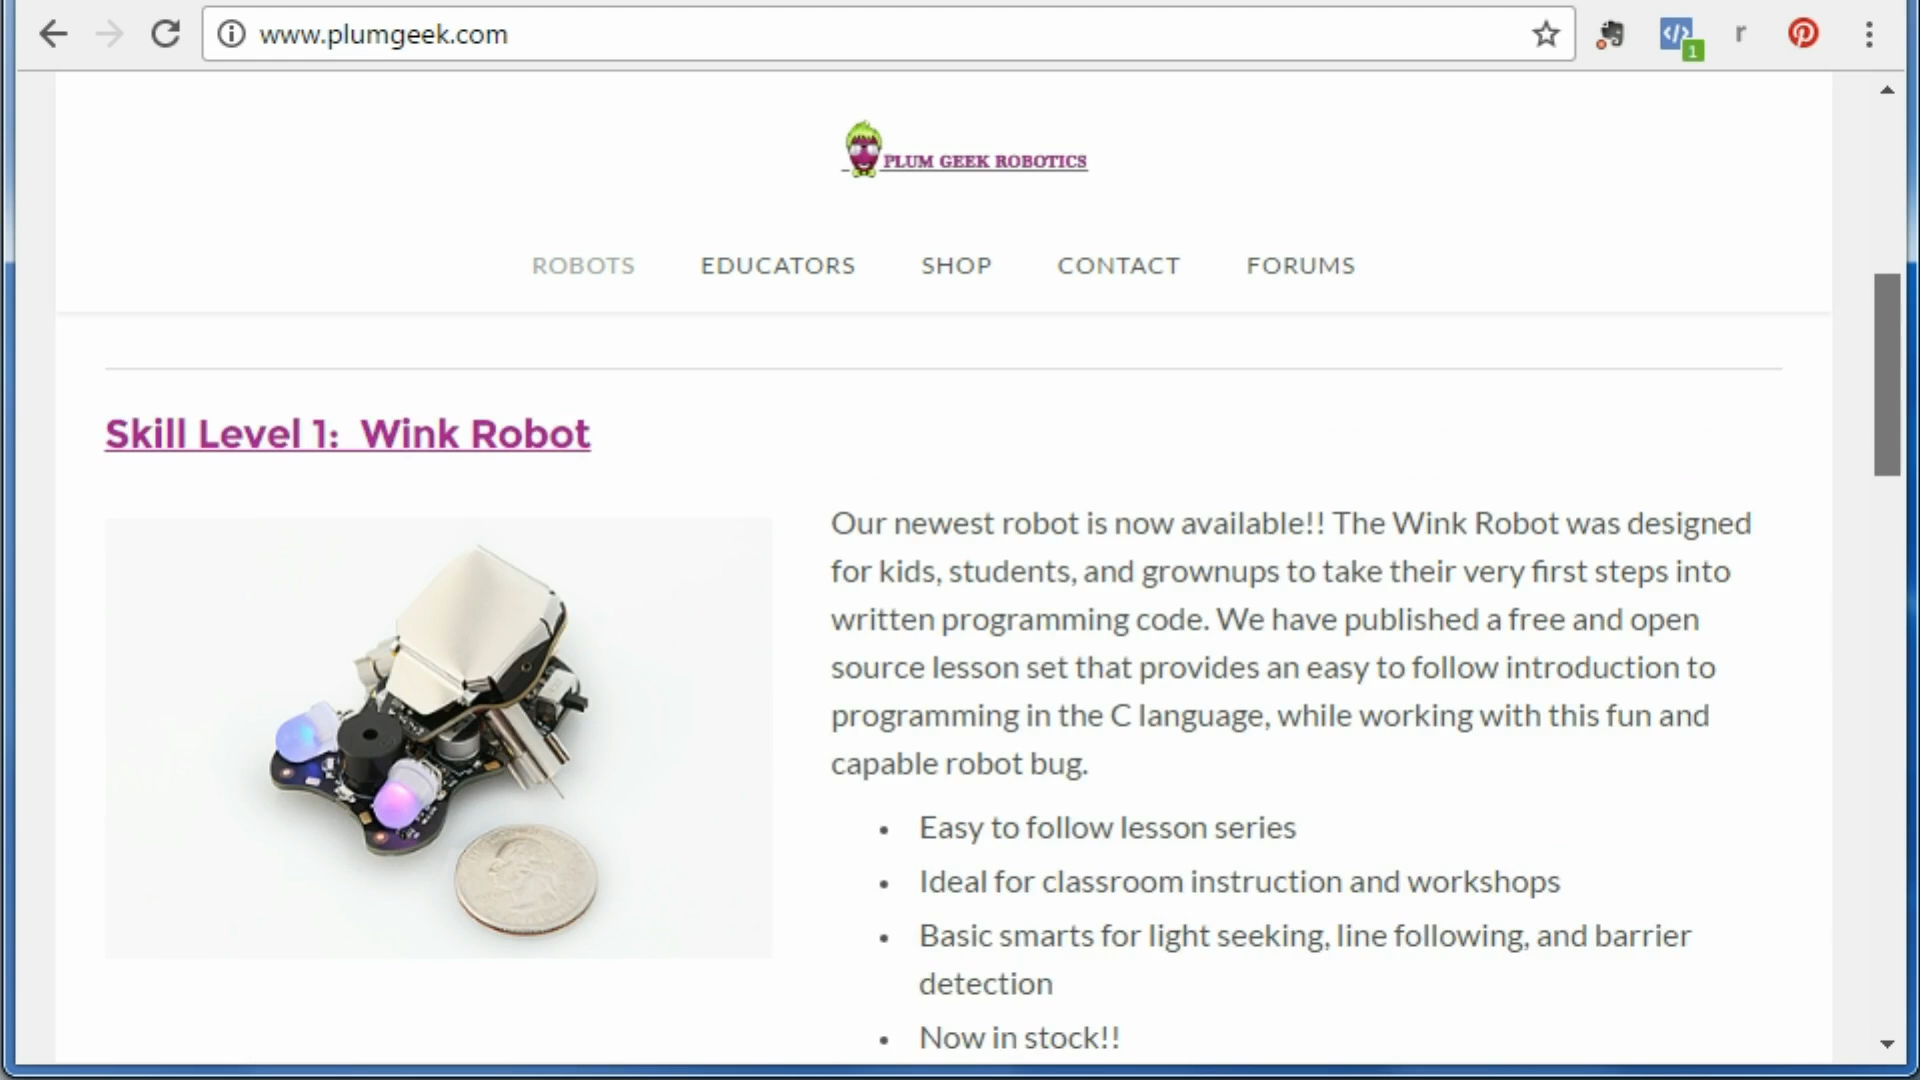 www.plumgeek.com
1
r
PLUM GEEK ROBOTICS
ROBOTS EDUCATORS SHOP CONTACT FORUMS
Skill Level 1:  Wink Robot
Our newest robot is now available!! The Wink Robot was designed
for kids, students, and grownups to take their very first steps into
written programming code. We have published a free and open
source lesson set that provides an easy to follow introduction to
programming in the C language, while working with this fun and
capable robot bug.
• Easy to follow lesson series
• Ideal for classroom instruction and workshops
• Basic smarts for light seeking, line following, and barrier
detection
• Now in stock!!